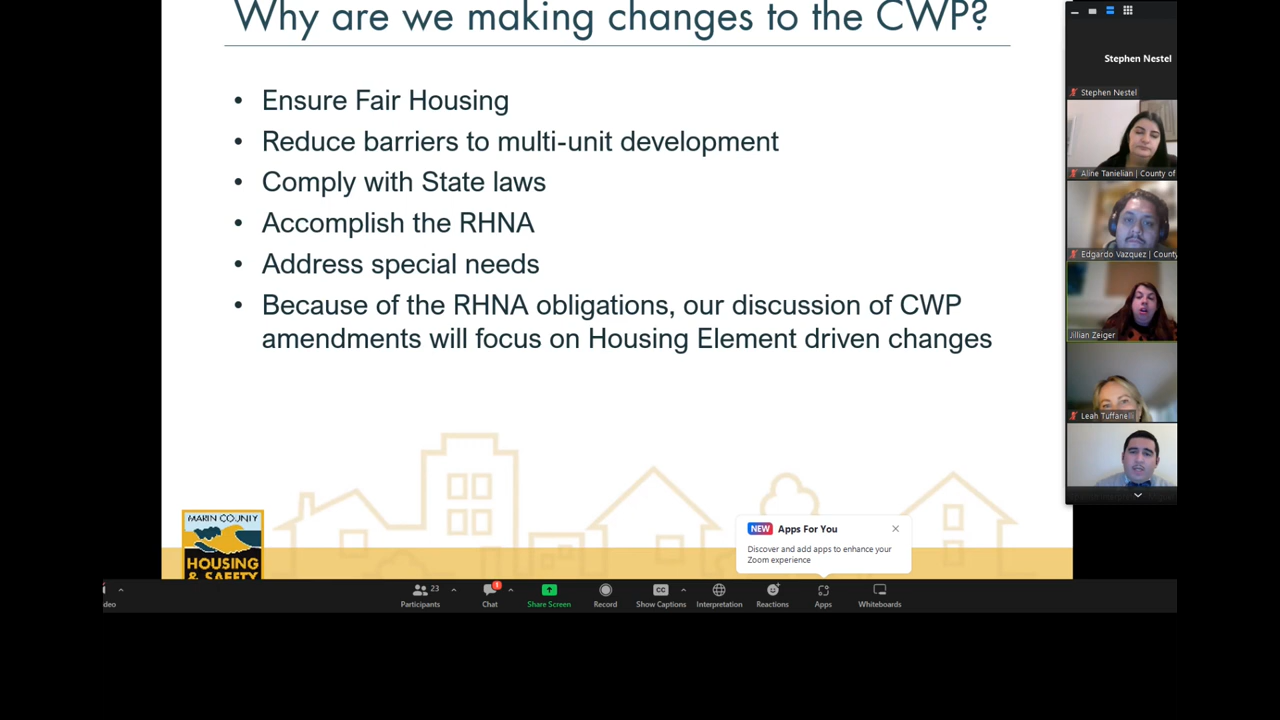 Why are we making changes to the CWP?
• Ensure Fair Housing
• Reduce barriers to multi-unit development
• Comply with State laws
• Accomplish the RHNA
• Address special needs
• Because of the RHNA obligations, our discussion of CWP
amendments will focus on Housing Element driven changes
MARIN COUNTY
HOUSING
& SAFETY
Stephen Nestel
Stephen Nestel
Aline Tanielian | County of
Edgardo Vazquez | County
Jillian Zeiger
Leah Tuffanelli
NEW Apps For You
Discover and add apps to enhance your
Zoom experience
deo
23
Participants
1
Chat
Share Screen
Record
CC
Show Captions
Interpretation
Reactions
Apps
Whiteboards